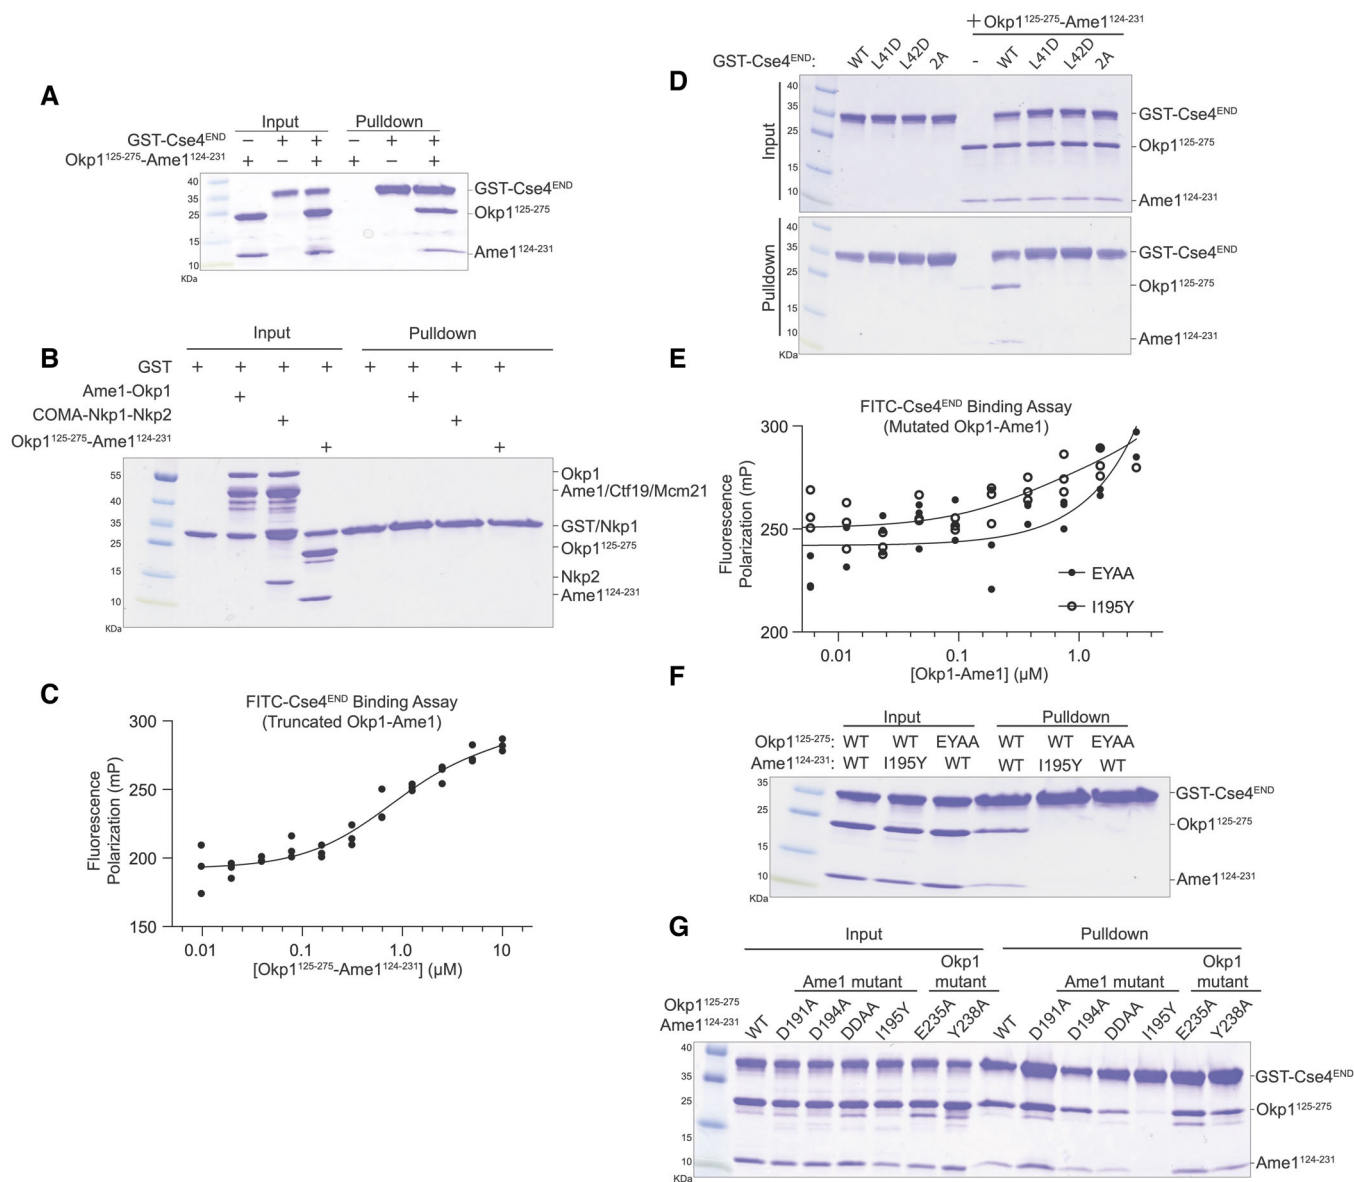 A
Input Pulldown
GST-Cse4END − + + − + +
Okp1125-275-Ame1124-231 + − + + − +
40
35
25
15
10
KDa
GST-Cse4END
Okp1125-275
Ame1124-231
B
Input Pulldown
GST + + + + + + + +
Ame1-Okp1 + +
COMA-Nkp1-Nkp2 + +
Okp1125-275-Ame1124-231 + +
55
40
35
25
15
10
KDa
Okp1
Ame1/Ctf19/Mcm21
GST/Nkp1
Okp1125-275
Nkp2
Ame1124-231
C
FITC-Cse4END Binding Assay
(Truncated Okp1-Ame1)
Fluorescence
Polarization (mP)
300
250
200
150
0.01 0.1 1.0 10
[Okp1125-275-Ame1124-231] (µM)
D
+ Okp1125-275-Ame1124-231
GST-Cse4END: WT L41D L42D 2A - WT L41D L42D 2A
Input
40
35
25
15
10
GST-Cse4END
Okp1125-275
Ame1124-231
Pulldown
40
35
25
15
10
KDa
GST-Cse4END
Okp1125-275
Ame1124-231
E
FITC-Cse4END Binding Assay
(Mutated Okp1-Ame1)
Fluorescence
Polarization (mP)
300
250
200
EYAA
I195Y
0.01 0.1 1.0
[Okp1-Ame1] (µM)
F
Input Pulldown
Okp1125-275: WT WT EYAA WT WT EYAA
Ame1124-231: WT I195Y WT WT I195Y WT
35
25
15
10
KDa
GST-Cse4END
Okp1125-275
Ame1124-231
G
Input Pulldown
Okp1 Okp1
Ame1 mutant mutant Ame1 mutant mutant
Okp1125-275
Ame1124-231
WT D191A D194A DDAA I195Y E235A Y238A WT D191A D194A DDAA I195Y E235A Y238A
40
35
25
15
10
KDa
GST-Cse4END
Okp1125-275
Ame1124-231